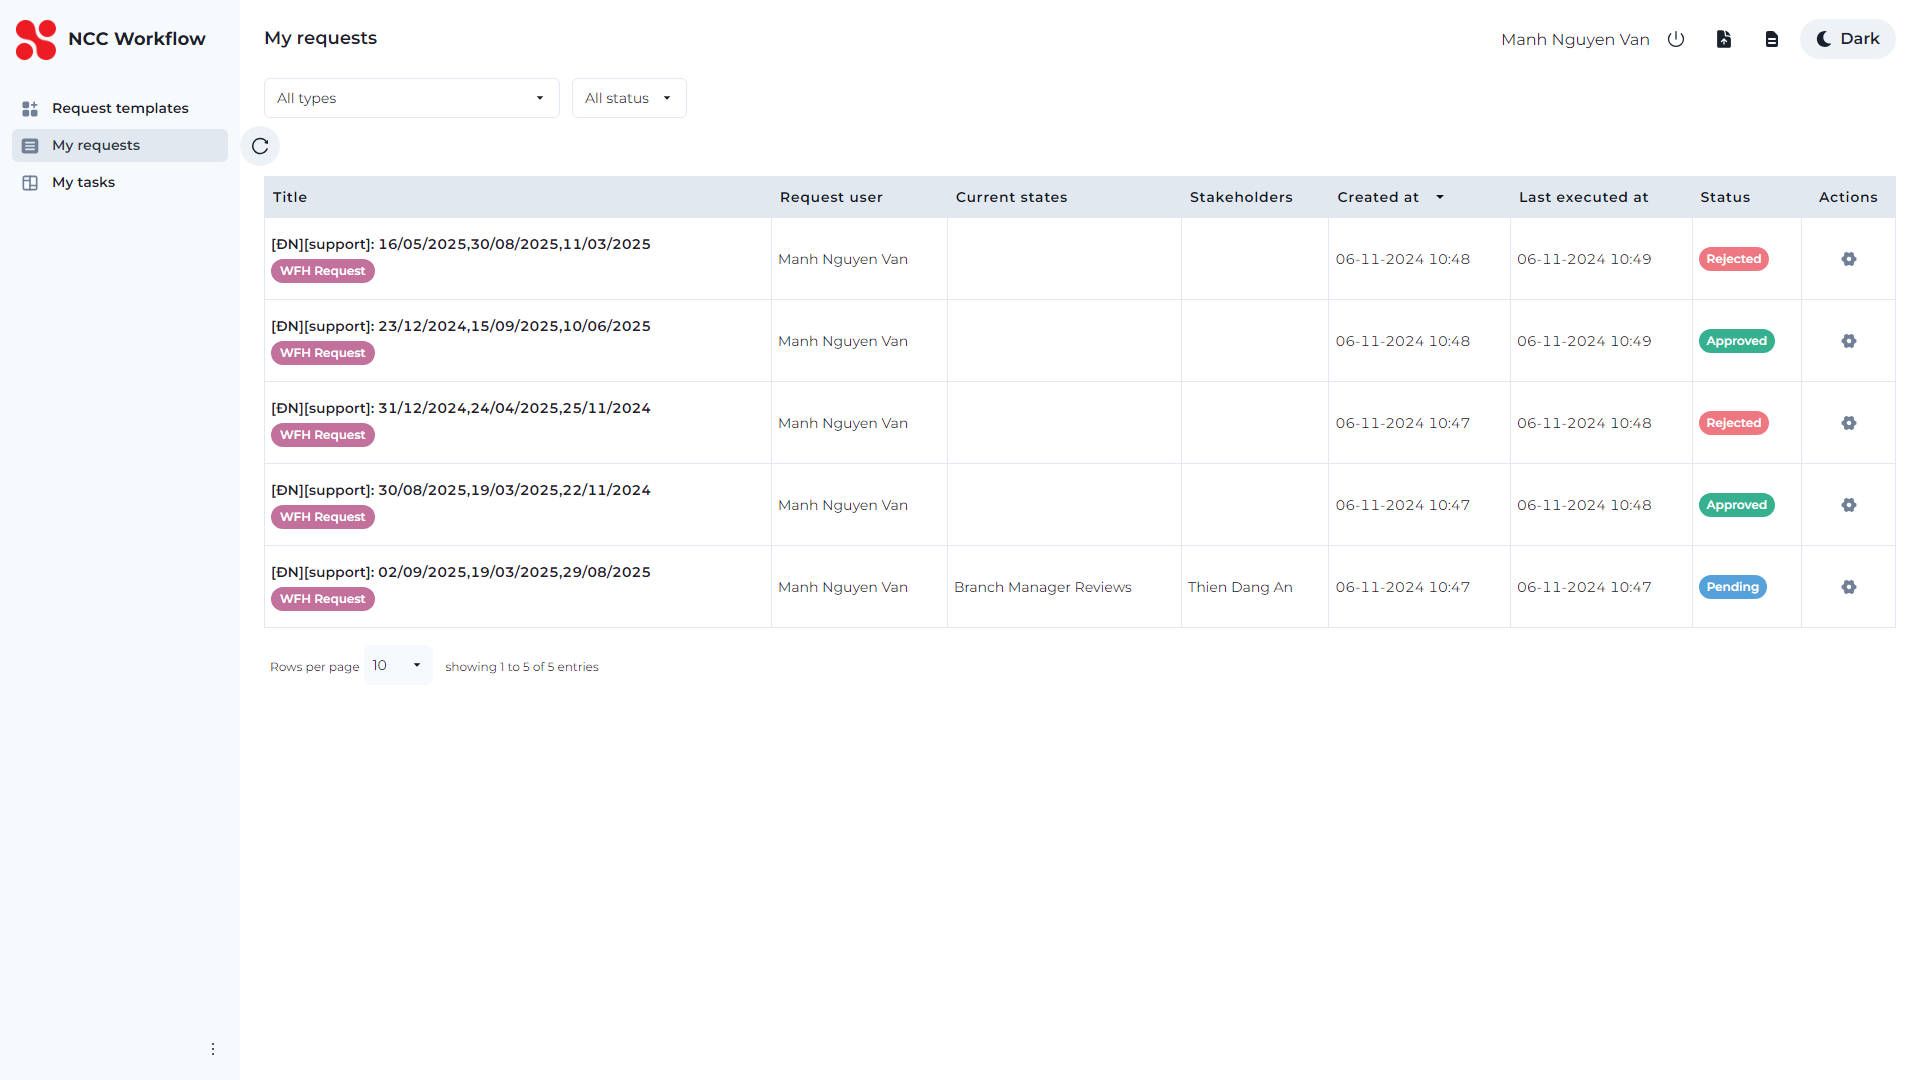 NCC Workflow
Request templates
My requests
My tasks
My requests
Manh Nguyen Van
Dark
All types
All status
Title Request user Current states Stakeholders Created at Last executed at Status Actions
[ĐN][support]: 16/05/2025,30/08/2025,11/03/2025
WFH Request
Manh Nguyen Van 06-11-2024 10:48 06-11-2024 10:49 Rejected
[ĐN][support]: 23/12/2024,15/09/2025,10/06/2025
WFH Request
Manh Nguyen Van 06-11-2024 10:48 06-11-2024 10:49 Approved
[ĐN][support]: 31/12/2024,24/04/2025,25/11/2024
WFH Request
Manh Nguyen Van 06-11-2024 10:47 06-11-2024 10:48 Rejected
[ĐN][support]: 30/08/2025,19/03/2025,22/11/2024
WFH Request
Manh Nguyen Van 06-11-2024 10:47 06-11-2024 10:48 Approved
[ĐN][support]: 02/09/2025,19/03/2025,29/08/2025
WFH Request
Manh Nguyen Van Branch Manager Reviews Thien Dang An 06-11-2024 10:47 06-11-2024 10:47 Pending
Rows per page 10 showing 1 to 5 of 5 entries